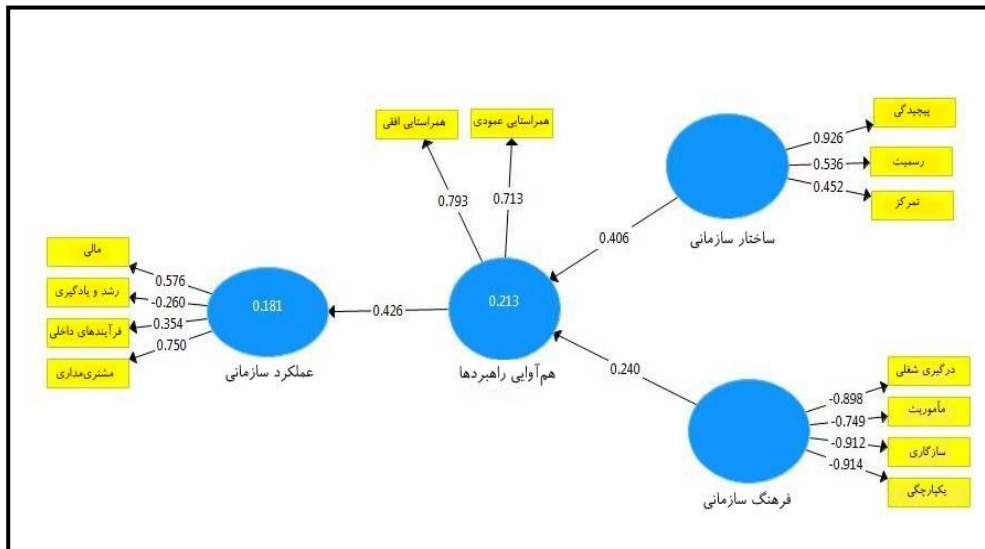 همراستایی افقی
همراستایی عمودی
پیچیدگی
رسمیت
تمرکز
0.926
0.536
0.452
ساختار سازمانی
0.793
0.713
0.406
مالی
رشد و یادگیری
فرآیندهای داخلی
مشتری‌مداری
0.576
-0.260
0.354
0.750
0.181
عملکرد سازمانی
0.426
0.213
هم‌آوایی راهبردها
0.240
درگیری شغلی
مأموریت
سازگاری
یکپارچگی
-0.898
-0.749
-0.912
-0.914
فرهنگ سازمانی